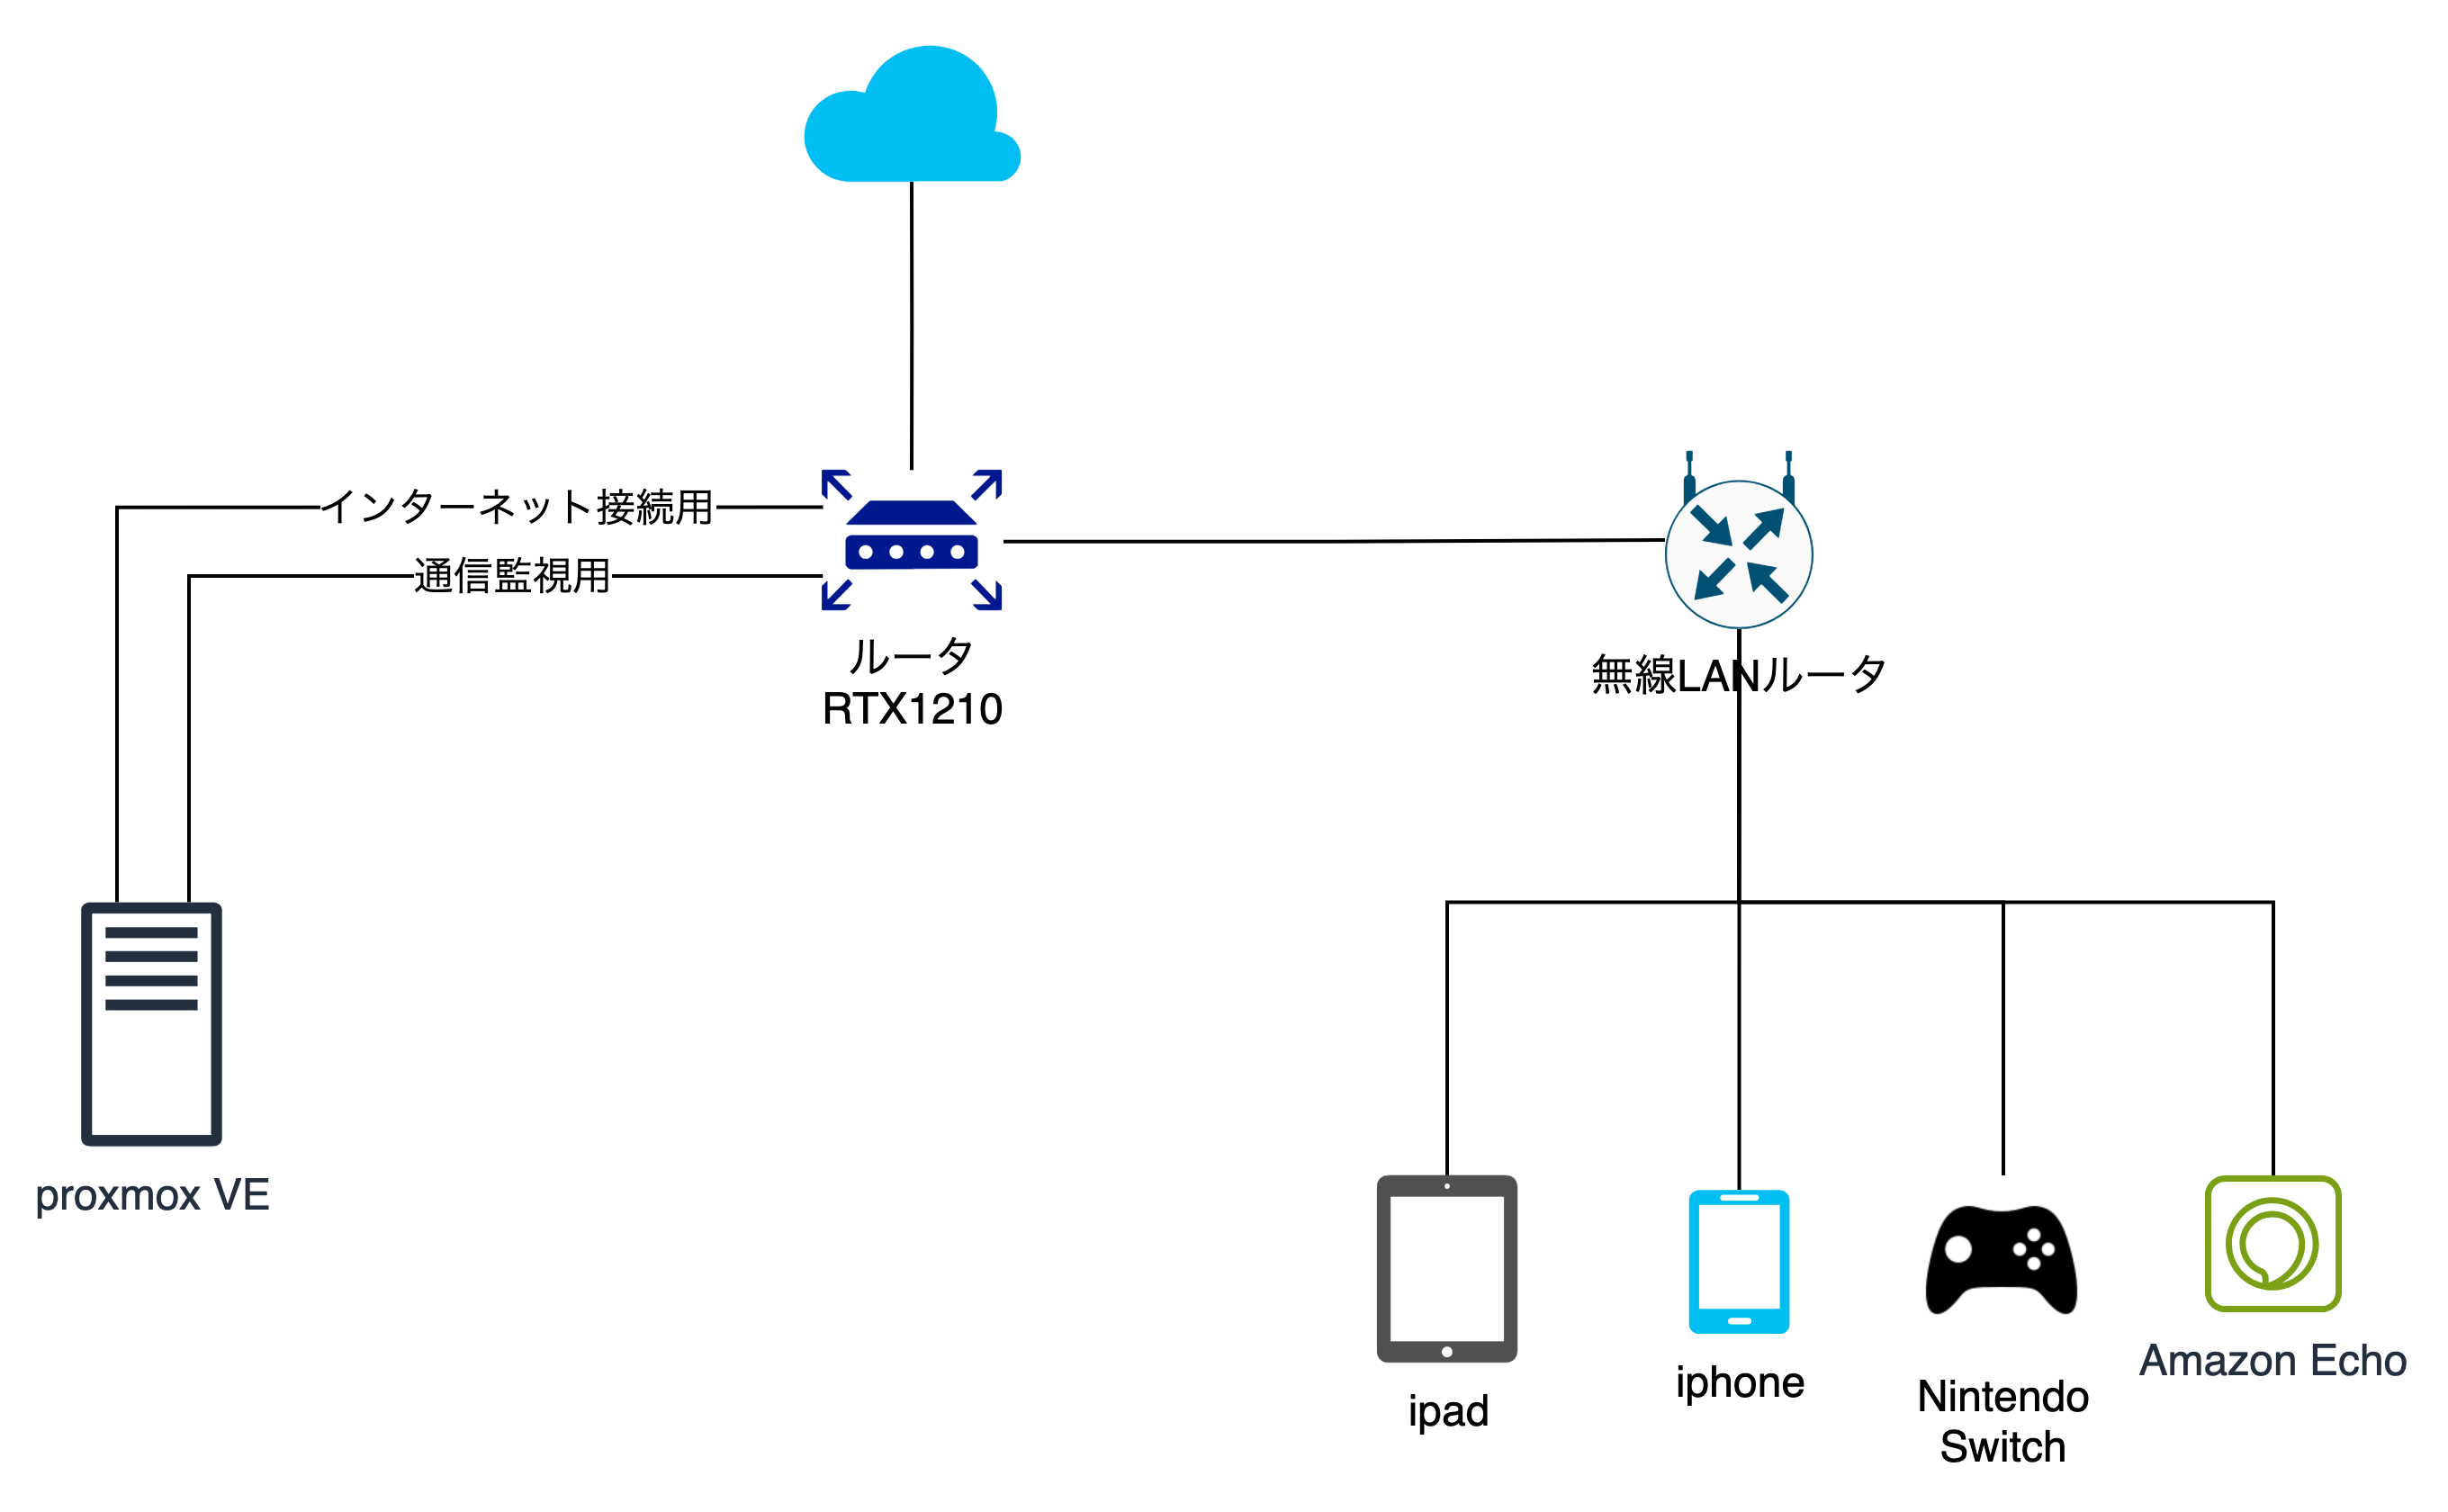 インターネット接続用
通信監視用
ルータ
RTX1210
無線LANルータ
proxmox VE
ipad
iphone
Nintendo
Switch
Amazon Echo